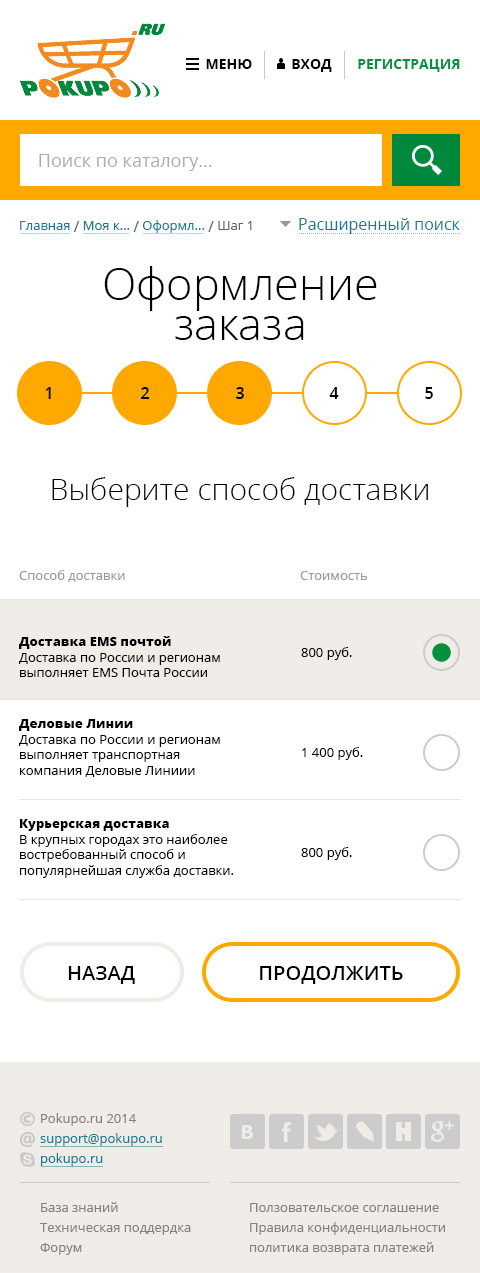 .RU
POKUPO
МЕНЮ
ВХОД
РЕГИСТРАЦИЯ
Поиск по каталогу...
Главная / Моя к... / Оформл... / Шаг 1
Расширенный поиск
Оформление
заказа
1 2 3 4 5
Выберите способ доставки
Способ доставки Стоимость
Доставка EMS почтой
Доставка по России и регионам
выполняет EMS Почта России
800 руб.
Деловые Линии
Доставка по России и регионам
выполняет транспортная
компания Деловые Линиии
1 400 руб.
Курьерская доставка
В крупных городах это наиболее
востребованный способ и
популярнейшая служба доставки.
800 руб.
НАЗАД ПРОДОЛЖИТЬ
© Pokupo.ru 2014
@ support@pokupo.ru
pokupo.ru
В f Н g+
База знаний
Техническая поддердка
Форум
Ползовательское соглашение
Правила конфиденциальности
политика возврата платежей